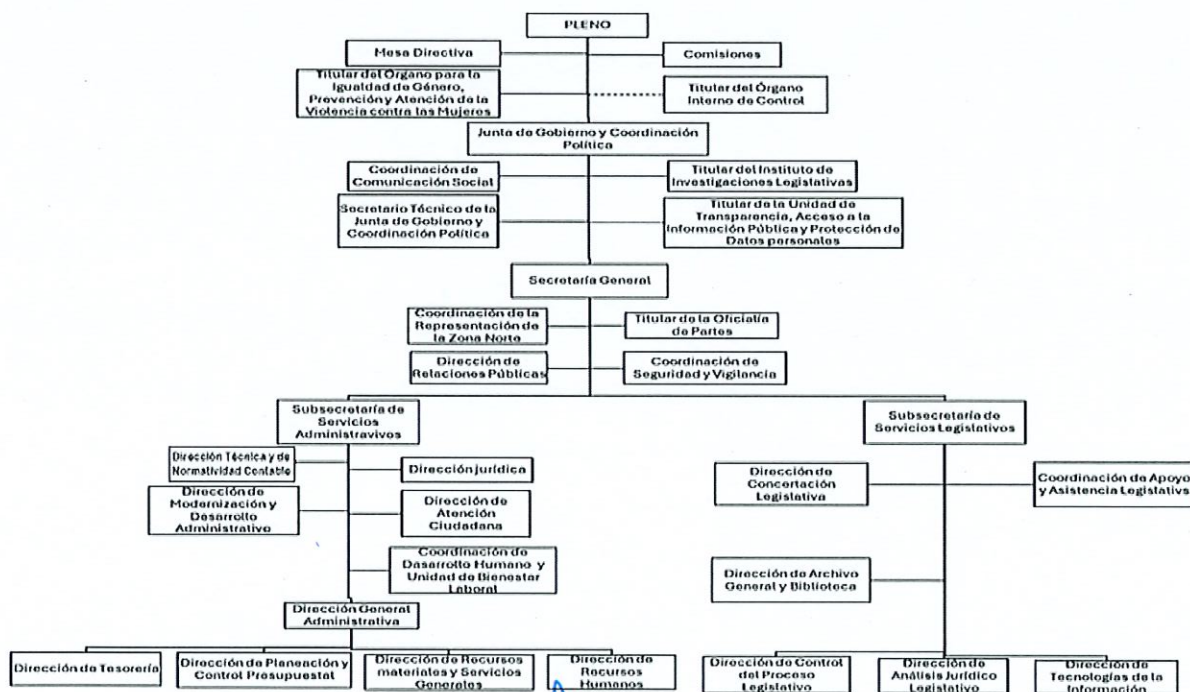 PLENO
Mesa Directiva
Comisiones
Titular del Órgano para la
Igualdad de Género,
Prevención y Atención de la
Violencia contra las Mujeres
Titular del Órgano
Interno de Control
Junta de Gobierno y Coordinación
Política
Coordinación de
Comunicación Social
Titular del Instituto de
Investigaciones Legislativas
Secretario Técnico de la
Junta de Gobierno y
Coordinación Política
Titular de la Unidad de
Transparencia, Acceso a la
Información Pública y Protección de
Datos personales
Secretaría General
Coordinación de la
Representación de
la Zona Norte
Titular de la Oficialía
de Partes
Dirección de
Relaciones Públicas
Coordinación de
Seguridad y Vigilancia
Subsecretaría de
Servicios
Administravivos
Subsecretaría de
Servicios Legislativos
Dirección Técnica y de
Normatividad Contable
Dirección jurídica
Dirección de
Modernización y
Desarrollo
Administrativo
Dirección de
Atención
Ciudadana
Coordinación de
Dasarrollo Humano y
Unidad de Bienestar
Laboral
Dirección General
Administrativa
Dirección de
Concertación
Legislativa
Coordinación de Apoyo
y Asistencia Legislativa
Dirección de Archivo
General y Biblioteca
Dirección de Tesorería
Dirección de Planeación y
Control Presupuestal
Dirección de Recursos
materiales y Servicios
Generales
Dirección de
Recursos
Humanos
Dirección de Control
del Proceso
Legislativo
Dirección de
Análisis Jurídico
Legislativo
Dirección de
Tecnologías de la
Información